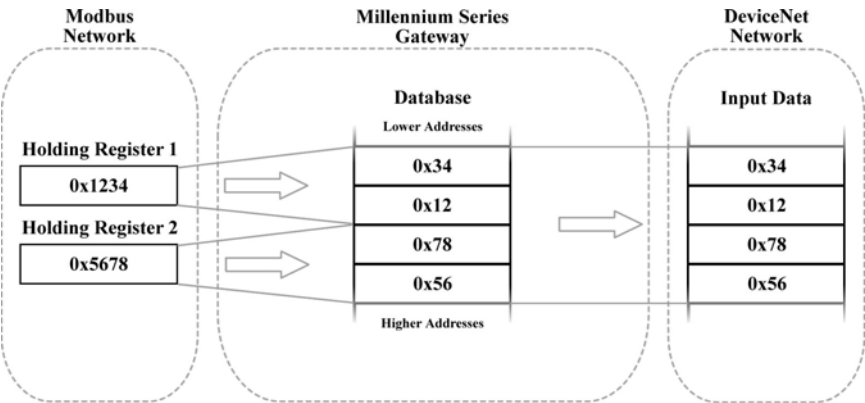 Modbus
Network
Millennium Series
Gateway
DeviceNet
Network
Database
Input Data
Lower Addresses
Holding Register 1
0x1234
Holding Register 2
0x5678
0x34
0x12
0x78
0x56
Higher Addresses
0x34
0x12
0x78
0x56